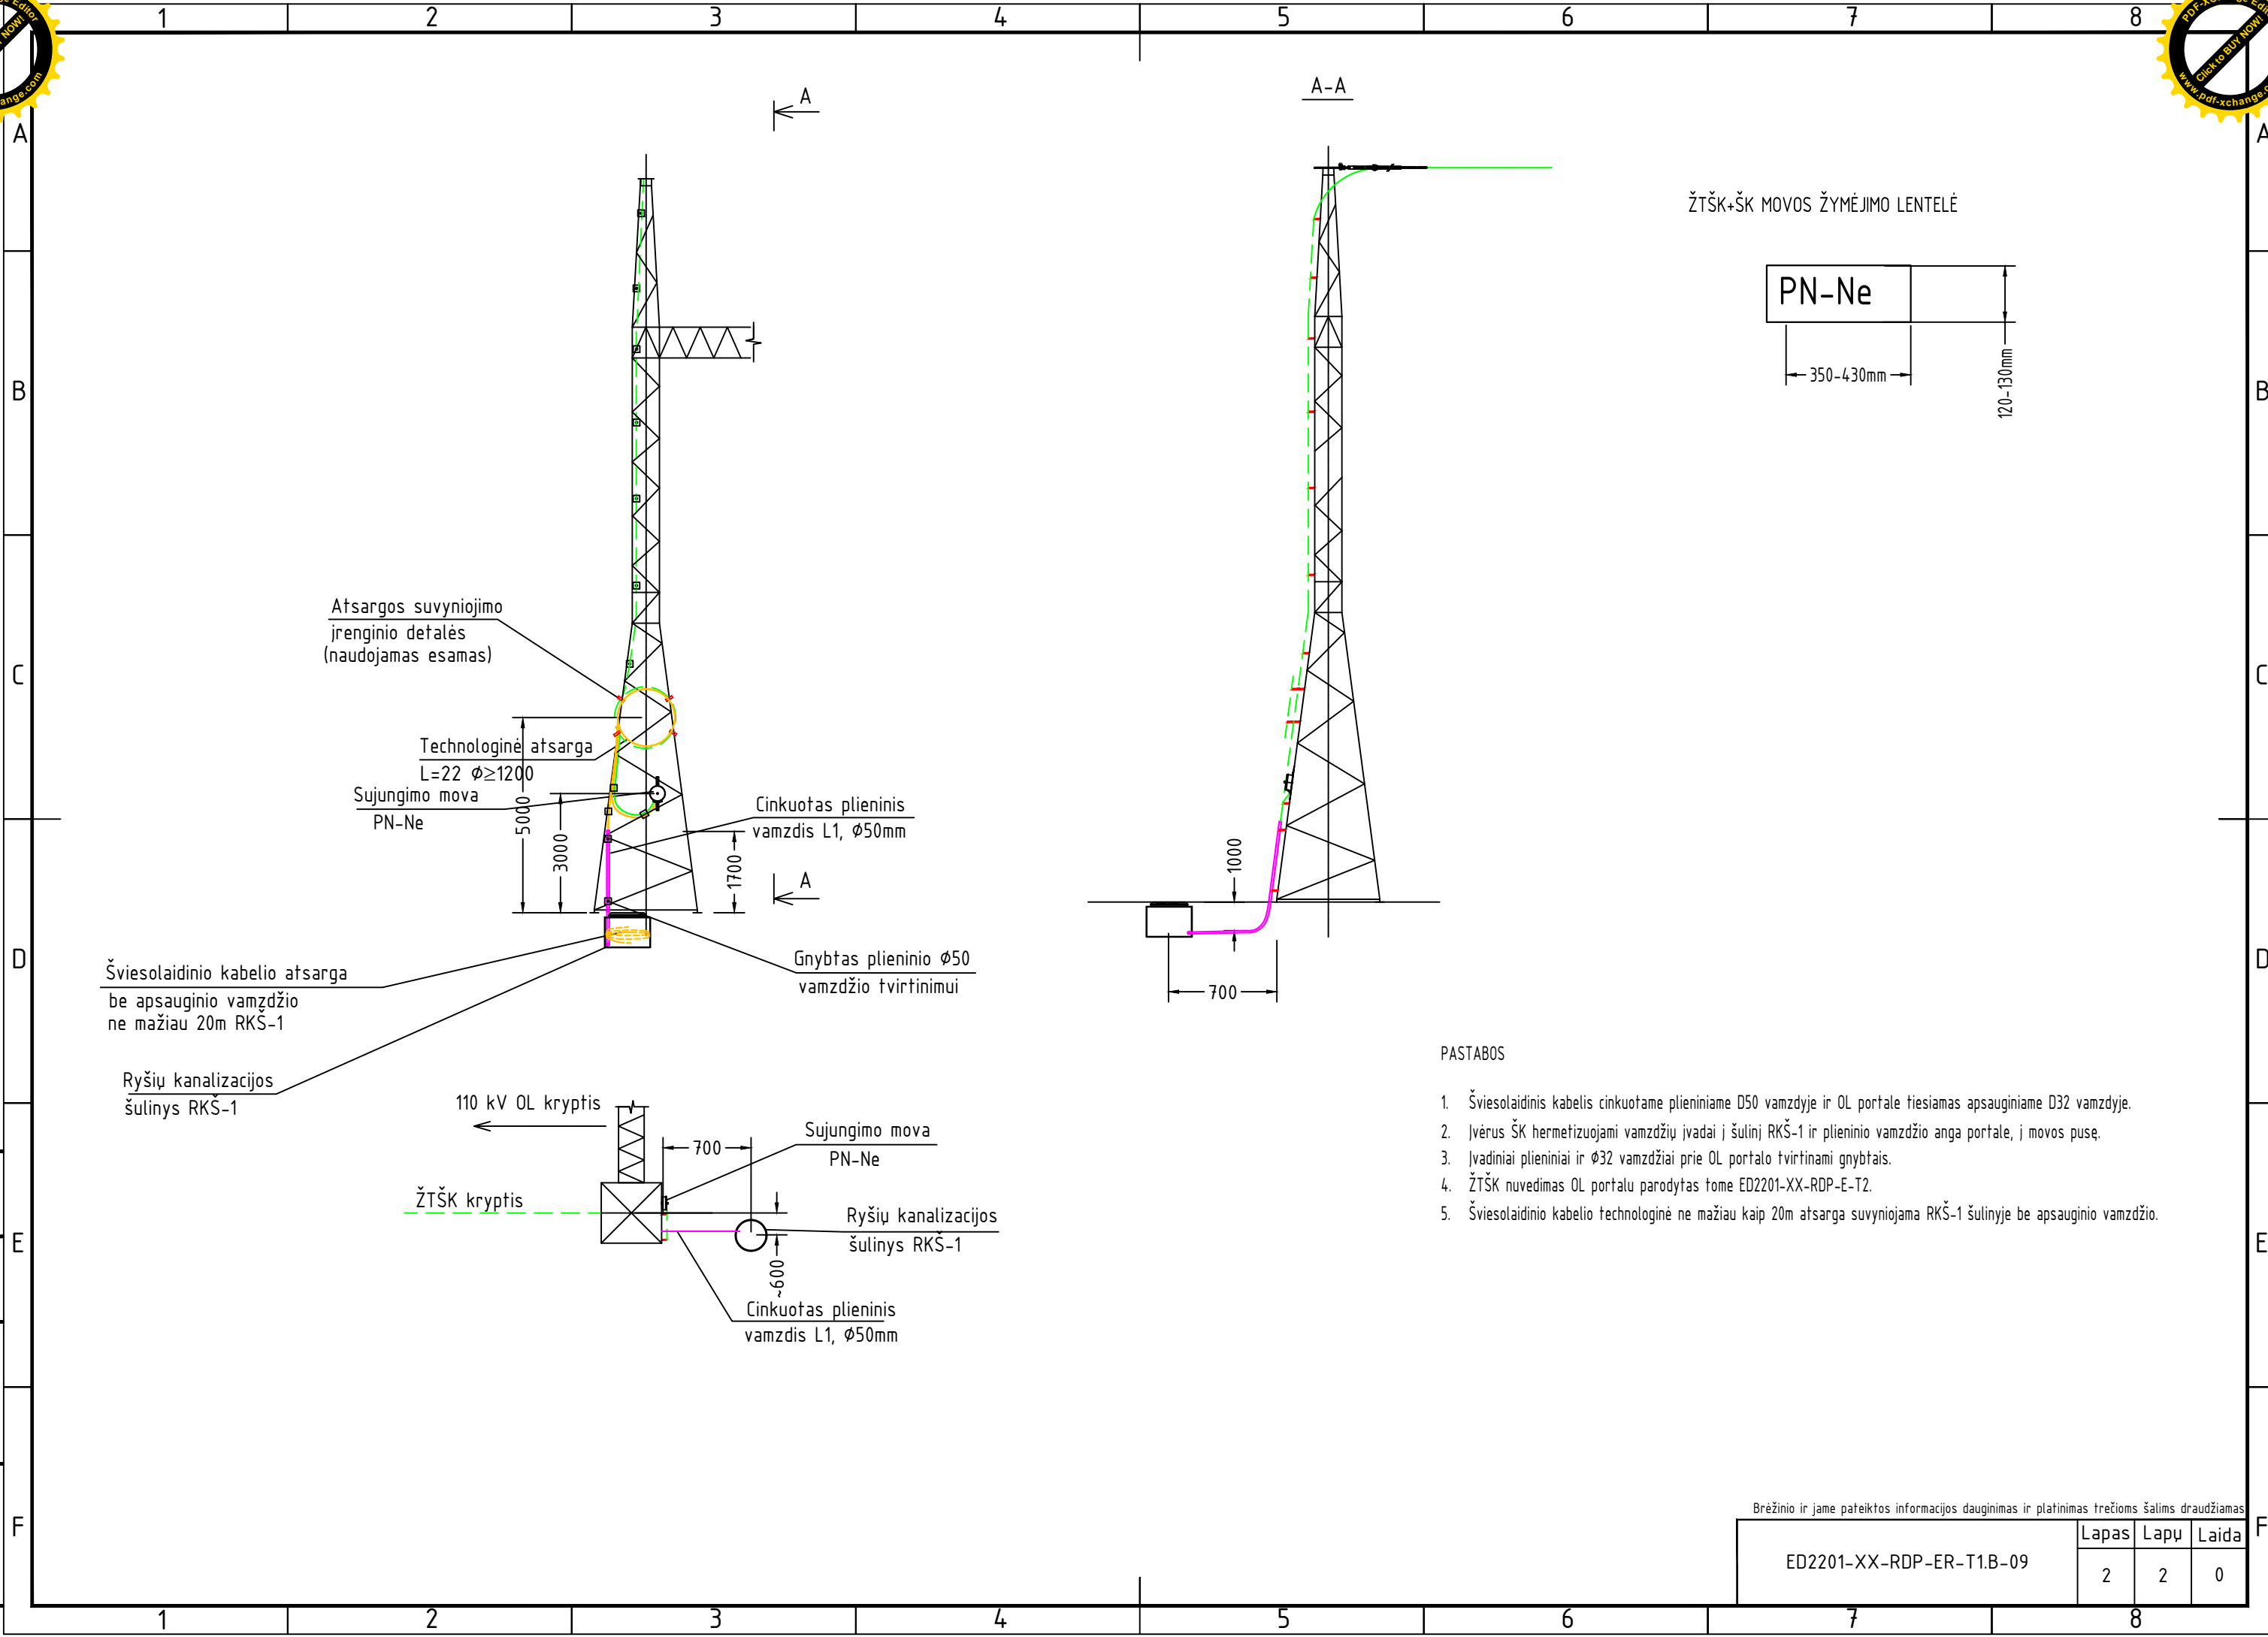 1 2 3 4 5 6 7 8
A
B
C
D
E
F
A
A-A
ŽTŠK+ŠK MOVOS ŽYMĖJIMO LENTELĖ
PN-Ne
350-430mm
120-130mm
Atsargos suvyniojimo
įrenginio detalės
(naudojamas esamas)
Technologinė atsarga
L=22 Ø≥1200
Sujungimo mova
PN-Ne
5000
3000
Cinkuotas plieninis
vamzdis L1, Ø50mm
1700
A
1000
700
Gnybtas plieninio Ø50
vamzdžio tvirtinimui
Šviesolaidinio kabelio atsarga
be apsauginio vamzdžio
ne mažiau 20m RKŠ-1
Ryšių kanalizacijos
šulinys RKŠ-1
110 kV OL kryptis
700
Sujungimo mova
PN-Ne
ŽTŠK kryptis
Ryšių kanalizacijos
šulinys RKŠ-1
~600
Cinkuotas plieninis
vamzdis L1, Ø50mm
PASTABOS
1. Šviesolaidinis kabelis cinkuotame plieniniame D50 vamzdyje ir OL portale tiesiamas apsauginiame D32 vamzdyje.
2. Įvėrus ŠK hermetizuojami vamzdžių įvadai į šulinį RKŠ-1 ir plieninio vamzdžio anga portale, į movos pusę.
3. Įvadiniai plieniniai ir Ø32 vamzdžiai prie OL portalo tvirtinami gnybtais.
4. ŽTŠK nuvedimas OL portalu parodytas tome ED2201-XX-RDP-E-T2.
5. Šviesolaidinio kabelio technologinė ne mažiau kaip 20m atsarga suvyniojama RKŠ-1 šulinyje be apsauginio vamzdžio.
Brėžinio ir jame pateiktos informacijos dauginimas ir platinimas trečioms šalims draudžiamas
ED2201-XX-RDP-ER-T1.B-09
Lapas Lapų Laida
2 2 0
A
B
C
D
E
F
1 2 3 4 5 6 7 8
Click to BUY NOW!
www.pdf-xchange.c